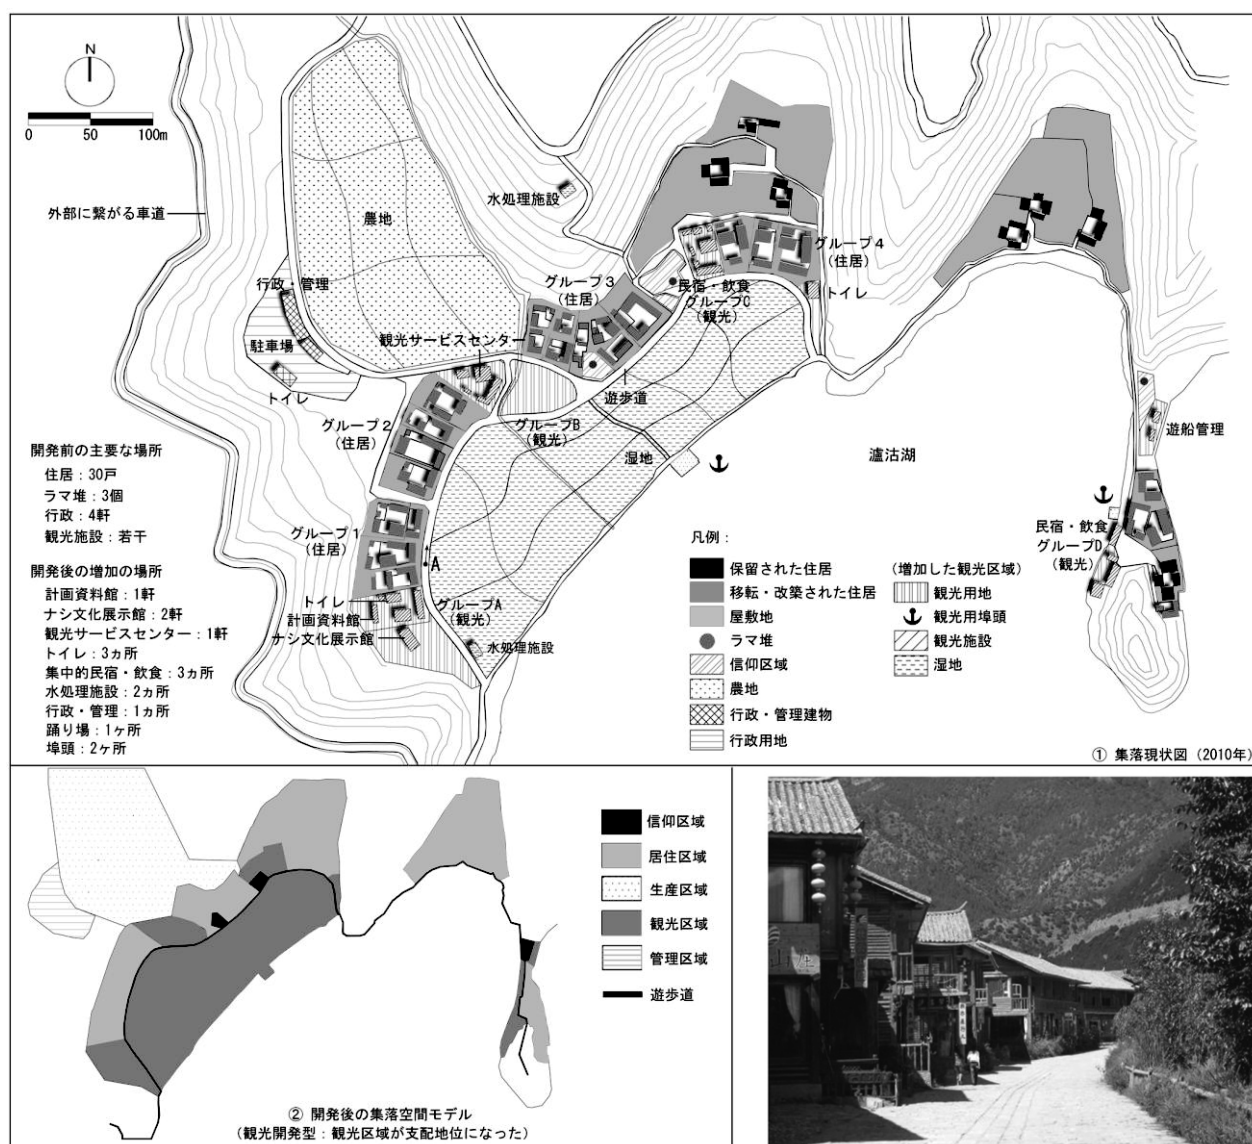 N
0 50 100m
外部に繋がる車道
農地
水処理施設
行政・管理
駐車場
トイレ
グループ3
(住居)
観光サービスセンター
民宿・飲食
グループC
(観光)
グループ4
(住居)
トイレ
遊歩道
グループ2
(住居)
グループB
(観光)
湿地
瀘沽湖
遊船管理
民宿・飲食
グループD
(観光)
グループ1
(住居)
A
トイレ
計画資料館
ナシ文化展示館
グループA
(観光)
水処理施設
開発前の主要な場所
住居:30戸
ラマ堆:3個
行政:4軒
観光施設:若干
開発後の増加の場所
計画資料館:1軒
ナシ文化展示館:2軒
観光サービスセンター:1軒
トイレ:3ヵ所
集中的民宿・飲食:3ヵ所
水処理施設:2ヵ所
行政・管理:1ヵ所
踊り場:1ヶ所
埠頭:2ヶ所
凡例:
保留された住居
移転・改築された住居
屋敷地
ラマ堆
信仰区域
農地
行政・管理建物
行政用地
(増加した観光区域)
観光用地
観光用埠頭
観光施設
湿地
① 集落現状図(2010年)
信仰区域
居住区域
生産区域
観光区域
管理区域
遊歩道
② 開発後の集落空間モデル
(観光開発型:観光区域が支配地位になった)